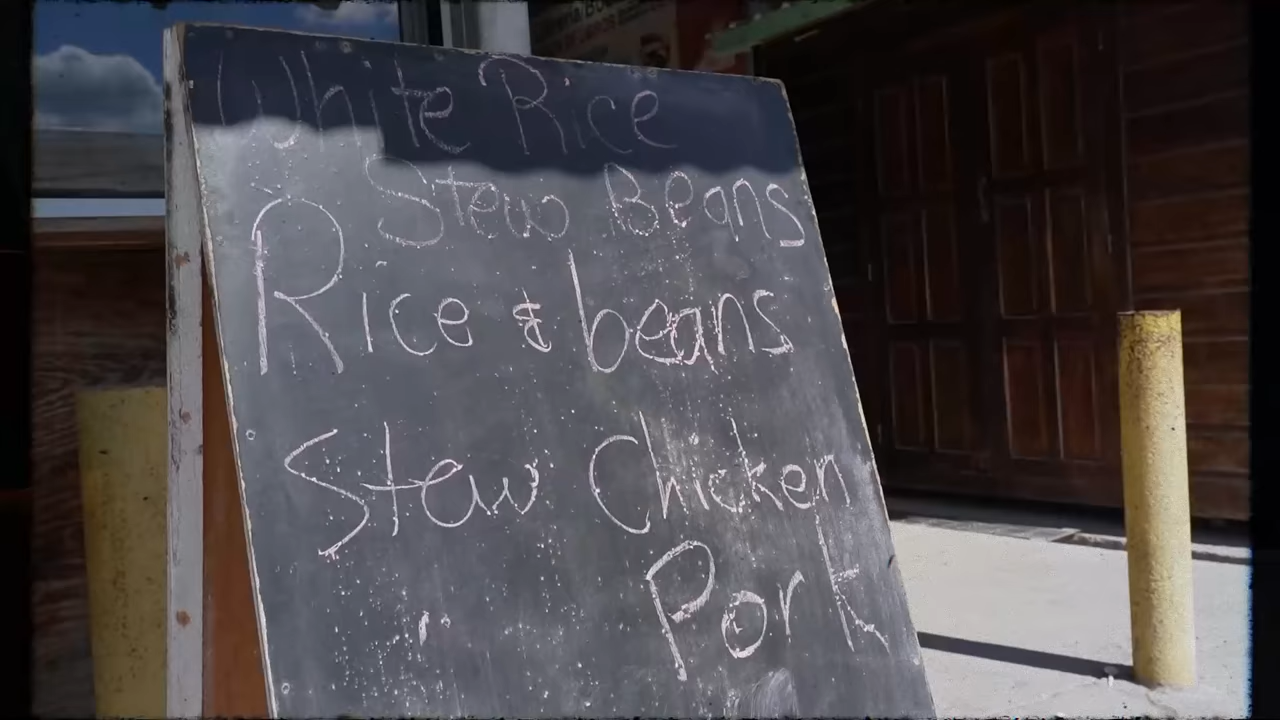 White Rice
Stew Beans
Rice & beans
Stew Chicken
Pork